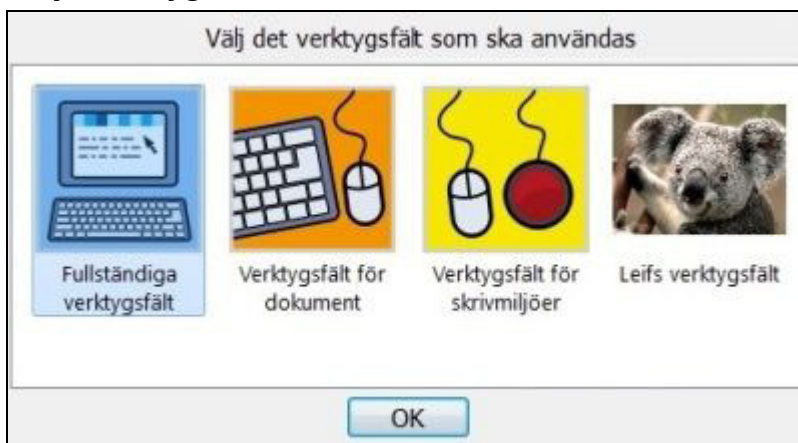 Välj det verktygsfält som ska användas
Fullständiga
verktygsfält
Verktygsfält för
dokument
Verktygsfält för
skrivmiljöer
Leifs verktygsfält
OK